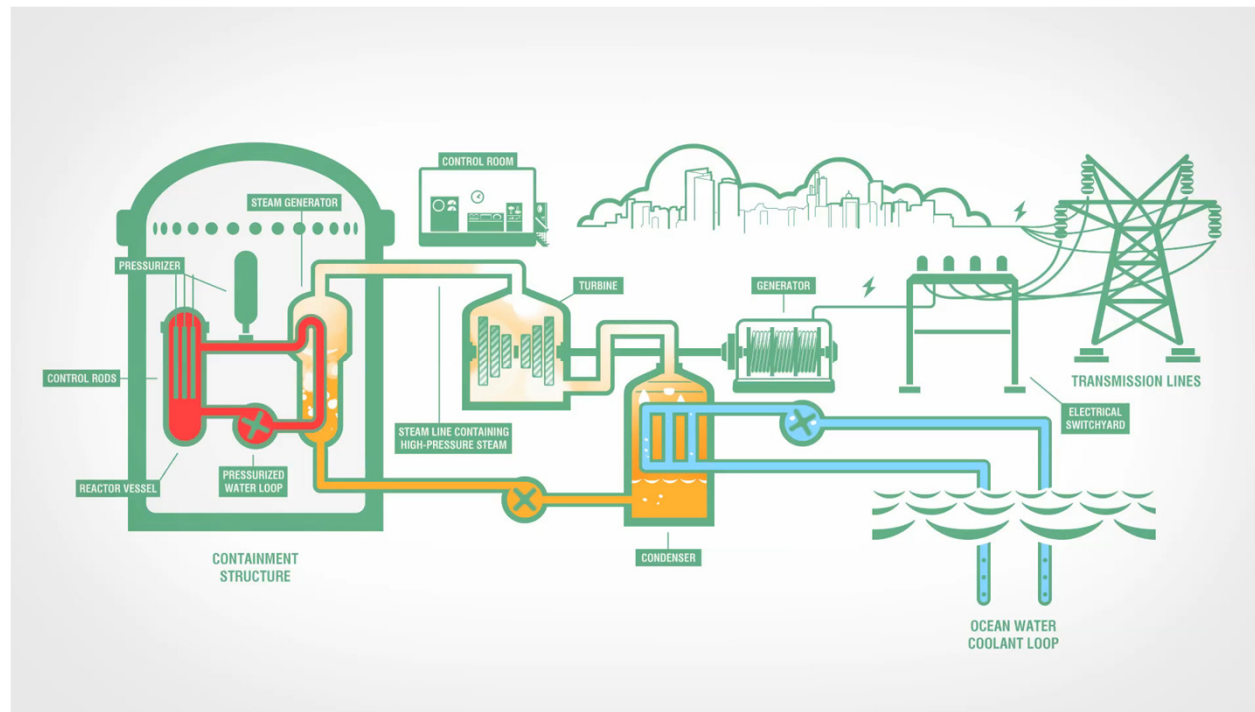 CONTROL ROOM
STEAM GENERATOR
PRESSURIZER
TURBINE
GENERATOR
CONTROL RODS
TRANSMISSION LINES
ELECTRICAL
SWITCHYARD
STEAM LINE CONTAINING
HIGH-PRESSURE STEAM
REACTOR VESSEL
PRESSURIZED
WATER LOOP
CONDENSER
CONTAINMENT
STRUCTURE
OCEAN WATER
COOLANT LOOP